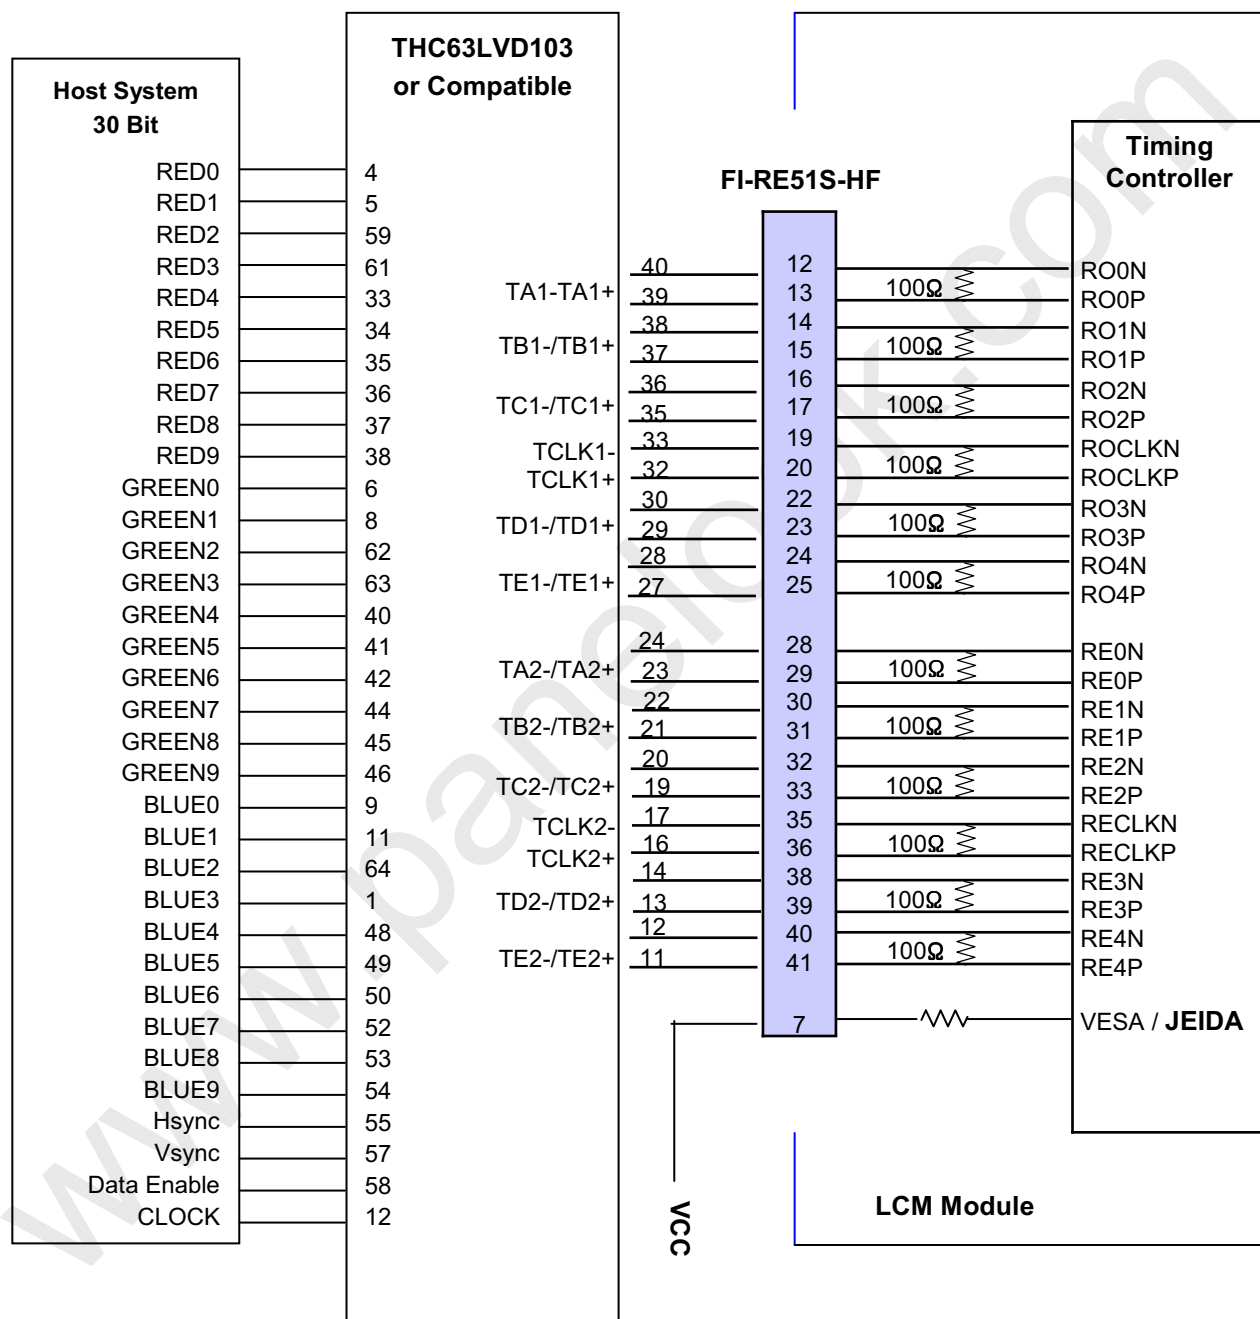 THC63LVD103
or Compatible
Host System
30 Bit
RED0 4
RED1 5
RED2 59
RED3 61
RED4 33
RED5 34
RED6 35
RED7 36
RED8 37
RED9 38
GREEN0 6
GREEN1 8
GREEN2 62
GREEN3 63
GREEN4 40
GREEN5 41
GREEN6 42
GREEN7 44
GREEN8 45
GREEN9 46
BLUE0 9
BLUE1 11
BLUE2 64
BLUE3 1
BLUE4 48
BLUE5 49
BLUE6 50
BLUE7 52
BLUE8 53
BLUE9 54
Hsync 55
Vsync 57
Data Enable 58
CLOCK 12
TA1-TA1+
TB1-/TB1+
TC1-/TC1+
TCLK1-
TCLK1+
TD1-/TD1+
TE1-/TE1+
TA2-/TA2+
TB2-/TB2+
TC2-/TC2+
TCLK2-
TCLK2+
TD2-/TD2+
TE2-/TE2+
FI-RE51S-HF
Timing
Controller
40 12 RO0N
100Ω
39 13 RO0P
38 14 RO1N
100Ω
37 15 RO1P
36 16 RO2N
100Ω
35 17 RO2P
33 19 ROCLKN
100Ω
32 20 ROCLKP
30 22 RO3N
100Ω
29 23 RO3P
28 24 RO4N
100Ω
27 25 RO4P
24 28 RE0N
100Ω
23 29 RE0P
22 30 RE1N
100Ω
21 31 RE1P
20 32 RE2N
100Ω
19 33 RE2P
17 35 RECLKN
100Ω
16 36 RECLKP
14 38 RE3N
100Ω
13 39 RE3P
12 40 RE4N
100Ω
11 41 RE4P
7 VESA / JEIDA
VCC
LCM Module
www.panelook.com